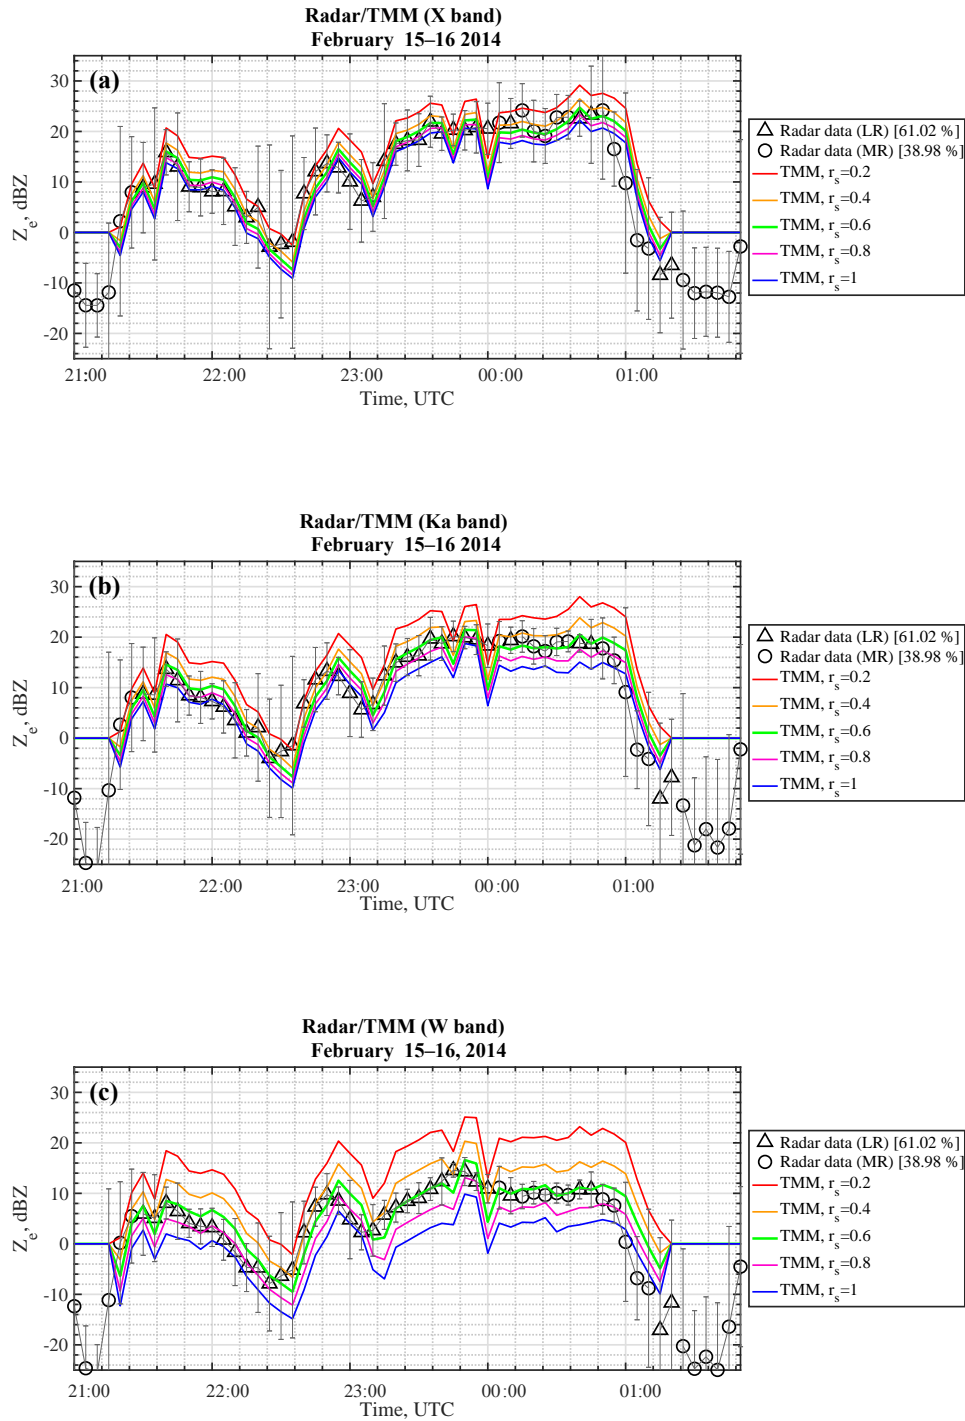 Radar/TMM (X band)
February 15–16 2014
(a)
30
20
10
0
-10
-20
Z_e, dBZ
21:00 22:00 23:00 00:00 01:00
Time, UTC
Radar data (LR) [61.02 %]
Radar data (MR) [38.98 %]
TMM, r_s=0.2
TMM, r_s=0.4
TMM, r_s=0.6
TMM, r_s=0.8
TMM, r_s=1
Radar/TMM (Ka band)
February 15–16 2014
(b)
30
20
10
0
-10
-20
Z_e, dBZ
21:00 22:00 23:00 00:00 01:00
Time, UTC
Radar data (LR) [61.02 %]
Radar data (MR) [38.98 %]
TMM, r_s=0.2
TMM, r_s=0.4
TMM, r_s=0.6
TMM, r_s=0.8
TMM, r_s=1
Radar/TMM (W band)
February 15–16, 2014
(c)
30
20
10
0
-10
-20
Z_e, dBZ
21:00 22:00 23:00 00:00 01:00
Time, UTC
Radar data (LR) [61.02 %]
Radar data (MR) [38.98 %]
TMM, r_s=0.2
TMM, r_s=0.4
TMM, r_s=0.6
TMM, r_s=0.8
TMM, r_s=1